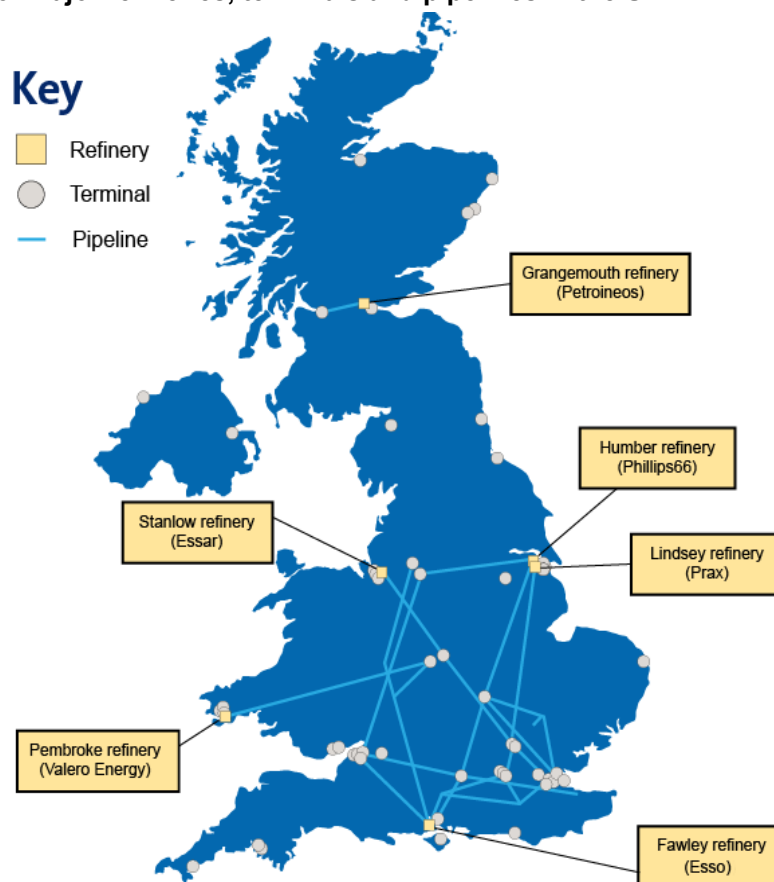 Key
Refinery
Terminal
Pipeline
Grangemouth refinery
(Petroineos)
Humber refinery
(Phillips66)
Stanlow refinery
(Essar)
Lindsey refinery
(Prax)
Pembroke refinery
(Valero Energy)
Fawley refinery
(Esso)